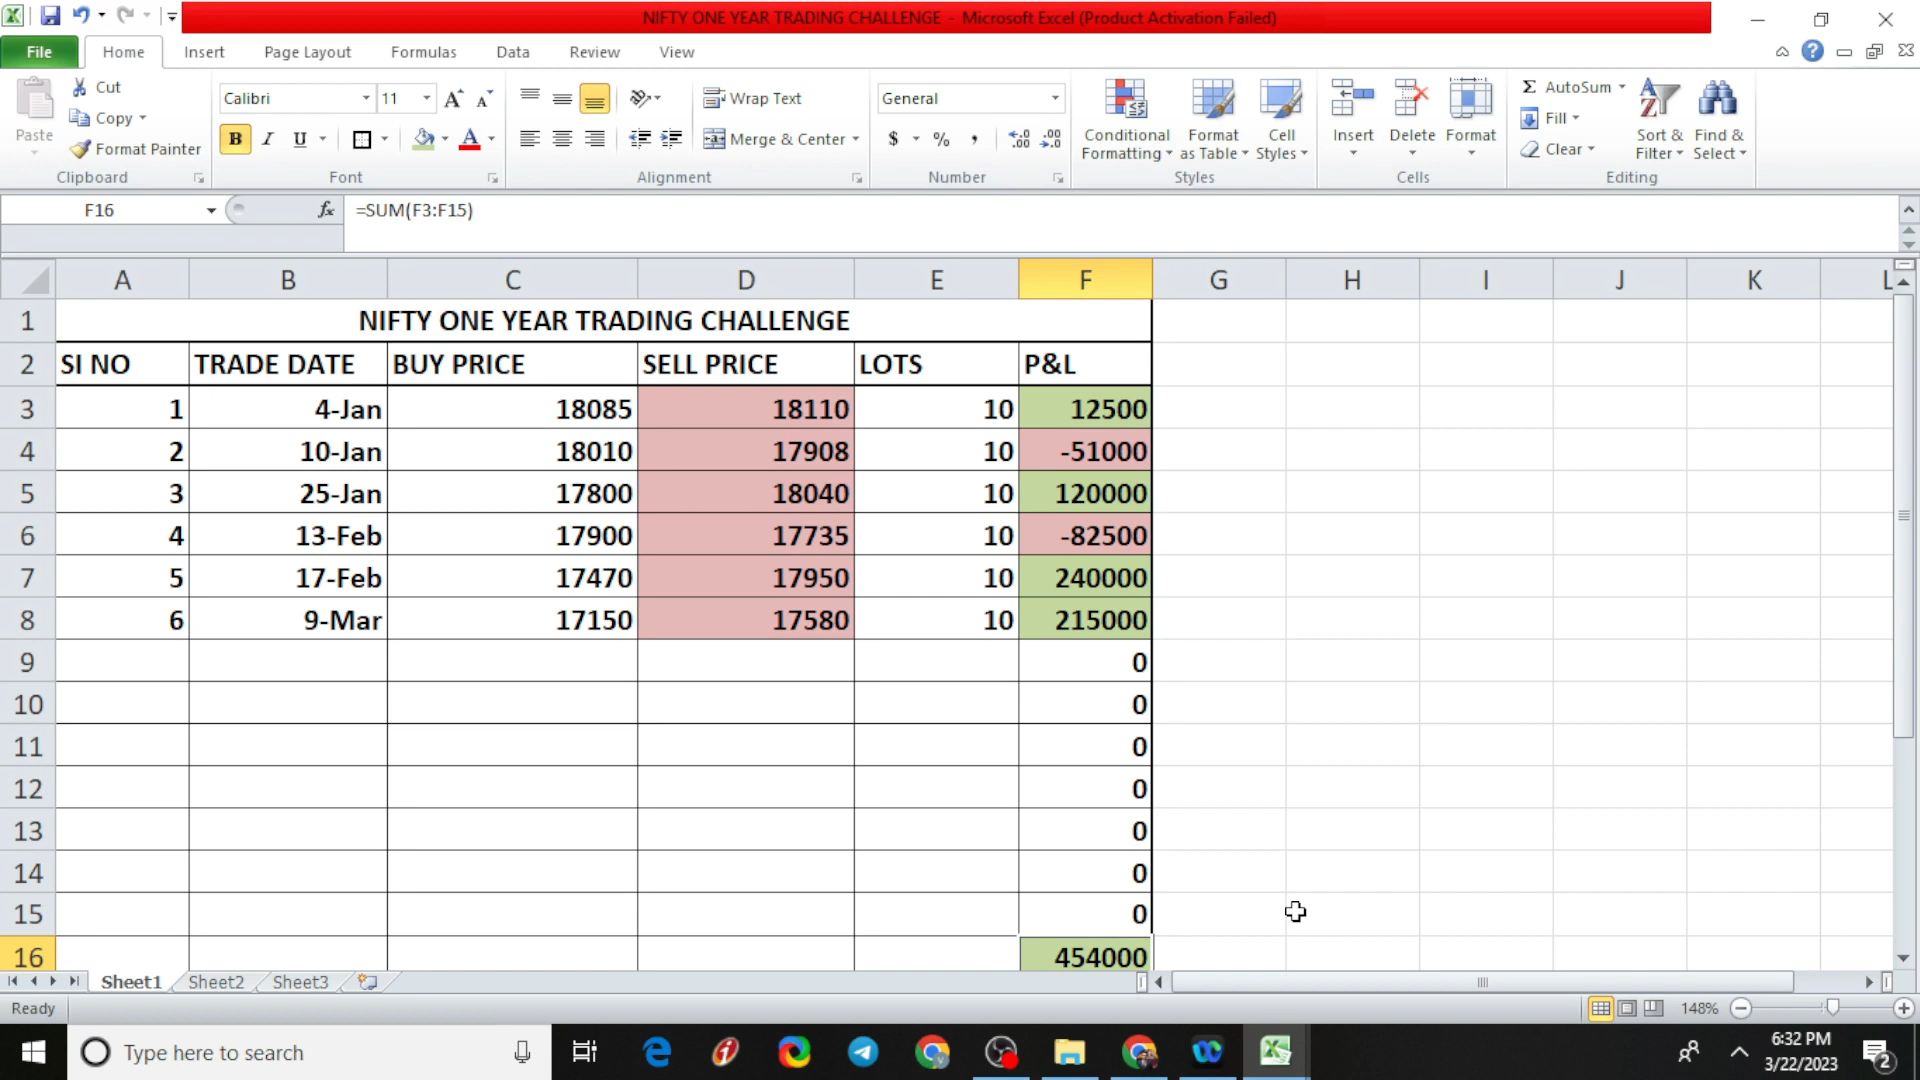 NIFTY ONE YEAR TRADING CHALLENGE - Microsoft Excel (Product Activation Failed)
File Home Insert Page Layout Formulas Data Review View
Paste
Cut
Copy
Format Painter
Clipboard
Calibri 11
B I U
Font
Wrap Text
Merge & Center
Alignment
General
$ % ,
Number
Conditional Formatting
Format as Table
Cell Styles
Styles
Insert Delete Format
Cells
Σ AutoSum
Fill
Clear
Sort & Filter
Find & Select
Editing
F16 fx =SUM(F3:F15)
A B C D E F G H I J K L
1 NIFTY ONE YEAR TRADING CHALLENGE
2 SI NO TRADE DATE BUY PRICE SELL PRICE LOTS P&L
3 1 4-Jan 18085 18110 10 12500
4 2 10-Jan 18010 17908 10 -51000
5 3 25-Jan 17800 18040 10 120000
6 4 13-Feb 17900 17735 10 -82500
7 5 17-Feb 17470 17950 10 240000
8 6 9-Mar 17150 17580 10 215000
9 0
10 0
11 0
12 0
13 0
14 0
15 0
16 454000
Sheet1 Sheet2 Sheet3
Ready 148%
Type here to search
6:32 PM
3/22/2023
2